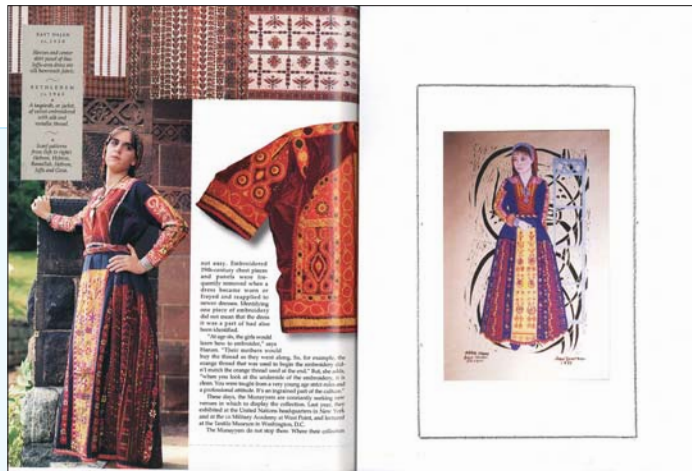 BEIT DAJAN
ca. 1920
Sleeves and center
skirt panel of this
Jaffa-area dress are
silk
fabric.
BETHLEHEM
ca. 1940
A taqsireh, or jacket,
of velvet embroidered
with silk and
metallic thread.
Scarf patterns
from left to right:
Hebron, Hebron,
Ramallah, Hebron,
Jaffa and Gaza.
not easy. Embroidered
19th-century chest pieces
and panels were fre-
quently removed when a
dress became worn or
frayed and reapplied to
newer dresses. Identifying
one piece of embroidery
did not mean that the dress
it was a part of had also
been identified.
"At age six, the girls would
learn how to embroider," says
"Their mothers would
buy the thread as they went along. So, for example, the
orange thread that was used to begin the embroidery did-
n't match the orange thread used at the end." But, she adds,
"when you look at the underside of the embroidery, it is
clean. You were taught from a very young age strict rules and
a professional attitude. It's an ingrained part of the culture."
These days, the Munayyers are constantly seeking new
venues in which to display the collection. Last year, they
exhibited at the United Nations headquarters in New York
and at the US Military Academy at West Point, and lectured
at the Textile Museum in Washington, D.C.
The Munayyers do not stop there. Where their collection